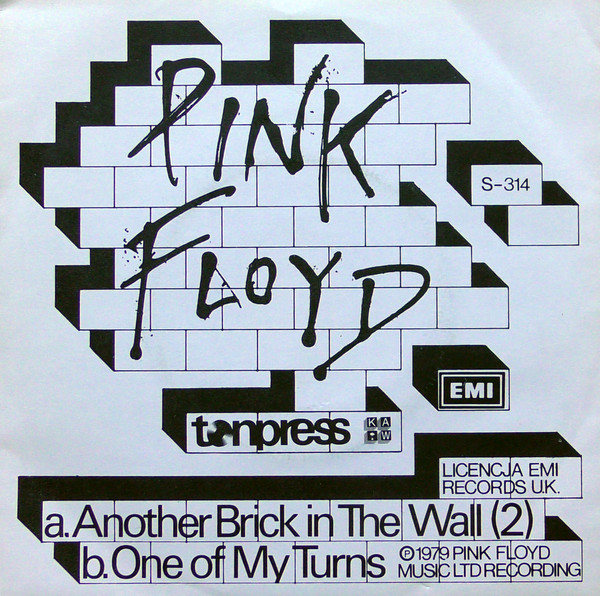 PINK
FLOYD
S-314
EMI
tonpress KAW
LICENCJA EMI
RECORDS U.K.
a. Another Brick in The Wall (2)
b. One of My Turns
℗ 1979 PINK FLOYD
MUSIC LTD RECORDING